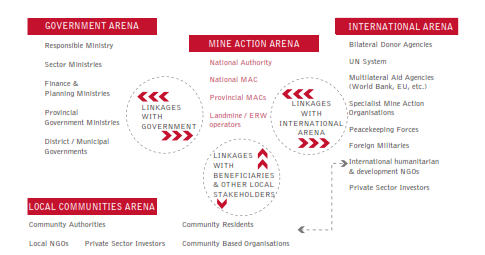 GOVERNMENT ARENA
Responsible Ministry
Sector Ministries
Finance &
Planning Ministries
Provincial
Government Ministries
District / Municipal
Governments
MINE ACTION ARENA
National Authority
National MAC
Provincial MACs
Landmine / ERW
operators
INTERNATIONAL ARENA
Bilateral Donor Agencies
UN System
Multilateral Aid Agencies
(World Bank, EU, etc.)
Specialist Mine Action
Organisations
Peacekeeping Forces
Foreign Militaries
International humanitarian
& development NGOs
Private Sector Investors
LINKAGES
WITH
GOVERNMENT
LINKAGES
WITH
INTERNATIONAL
ARENA
LINKAGES
WITH
BENEFICIARIES
& OTHER LOCAL
STAKEHOLDERS
LOCAL COMMUNITIES ARENA
Community Authorities
Community Residents
Local NGOs
Private Sector Investors
Community Based Organisations